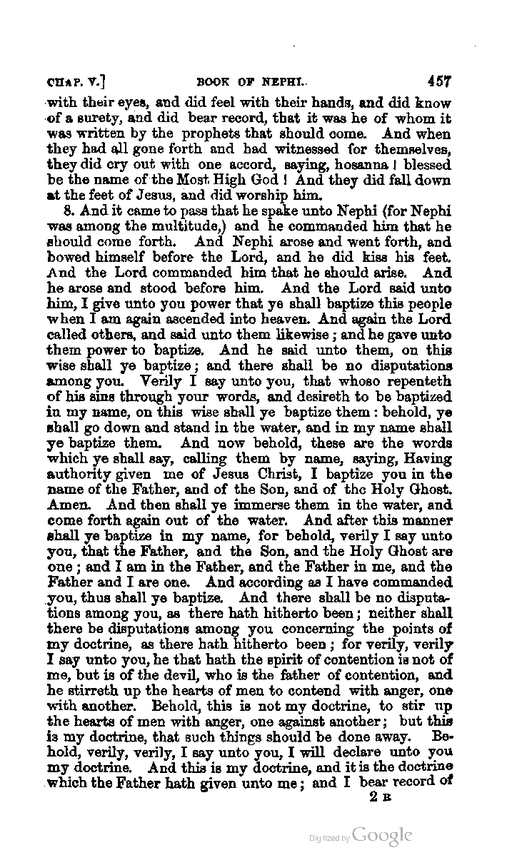 CHAP. V.] BOOK OF NEPHI. 457
with their eyes, and did feel with their hands, and did know
of a surety, and did bear record, that it was he of whom it
was written by the prophets that should come. And when
they had all gone forth and had witnessed for themselves,
they did cry out with one accord, saying, hosanna! blessed
be the name of the Most High God! And they did fall down
at the feet of Jesus, and did worship him.
8. And it came to pass that he spake unto Nephi (for Nephi
was among the multitude,) and he commanded him that he
should come forth. And Nephi arose and went forth, and
bowed himself before the Lord, and he did kiss his feet.
And the Lord commanded him that he should arise. And
he arose and stood before him. And the Lord said unto
him, I give unto you power that ye shall baptize this people
when I am again ascended into heaven. And again the Lord
called others, and said unto them likewise; and he gave unto
them power to baptize. And he said unto them, on this
wise shall ye baptize; and there shall be no disputations
among you. Verily I say unto you, that whoso repenteth
of his sins through your words, and desireth to be baptized
in my name, on this wise shall ye baptize them: behold, ye
shall go down and stand in the water, and in my name shall
ye baptize them. And now behold, these are the words
which ye shall say, calling them by name, saying, Having
authority given me of Jesus Christ, I baptize you in the
name of the Father, and of the Son, and of the Holy Ghost.
Amen. And then shall ye immerse them in the water, and
come forth again out of the water. And after this manner
shall ye baptize in my name, for behold, verily I say unto
you, that the Father, and the Son, and the Holy Ghost are
one; and I am in the Father, and the Father in me, and the
Father and I are one. And according as I have commanded
you, thus shall ye baptize. And there shall be no disputa-
tions among you, as there hath hitherto been; neither shall
there be disputations among you concerning the points of
my doctrine, as there hath hitherto been; for verily, verily
I say unto you, he that hath the spirit of contention is not of
me, but is of the devil, who is the father of contention, and
he stirreth up the hearts of men to contend with anger, one
with another. Behold, this is not my doctrine, to stir up
the hearts of men with anger, one against another; but this
is my doctrine, that such things should be done away. Be-
hold, verily, verily, I say unto you, I will declare unto you
my doctrine. And this is my doctrine, and it is the doctrine
which the Father hath given unto me; and I bear record of
2 B
Digitized by Google